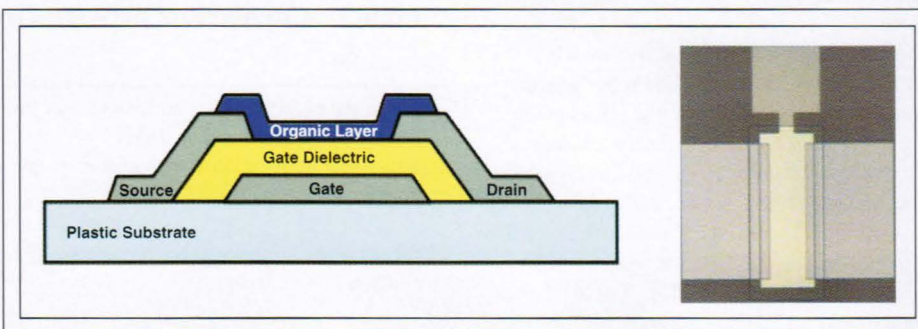 Organic Layer
Gate Dielectric
Source
Gate
Drain
Plastic Substrate